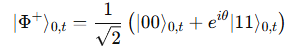 |Φ⁺⟩₀,ₜ = 1/√2 (|00⟩₀,ₜ + e^{iθ}|11⟩₀,ₜ)